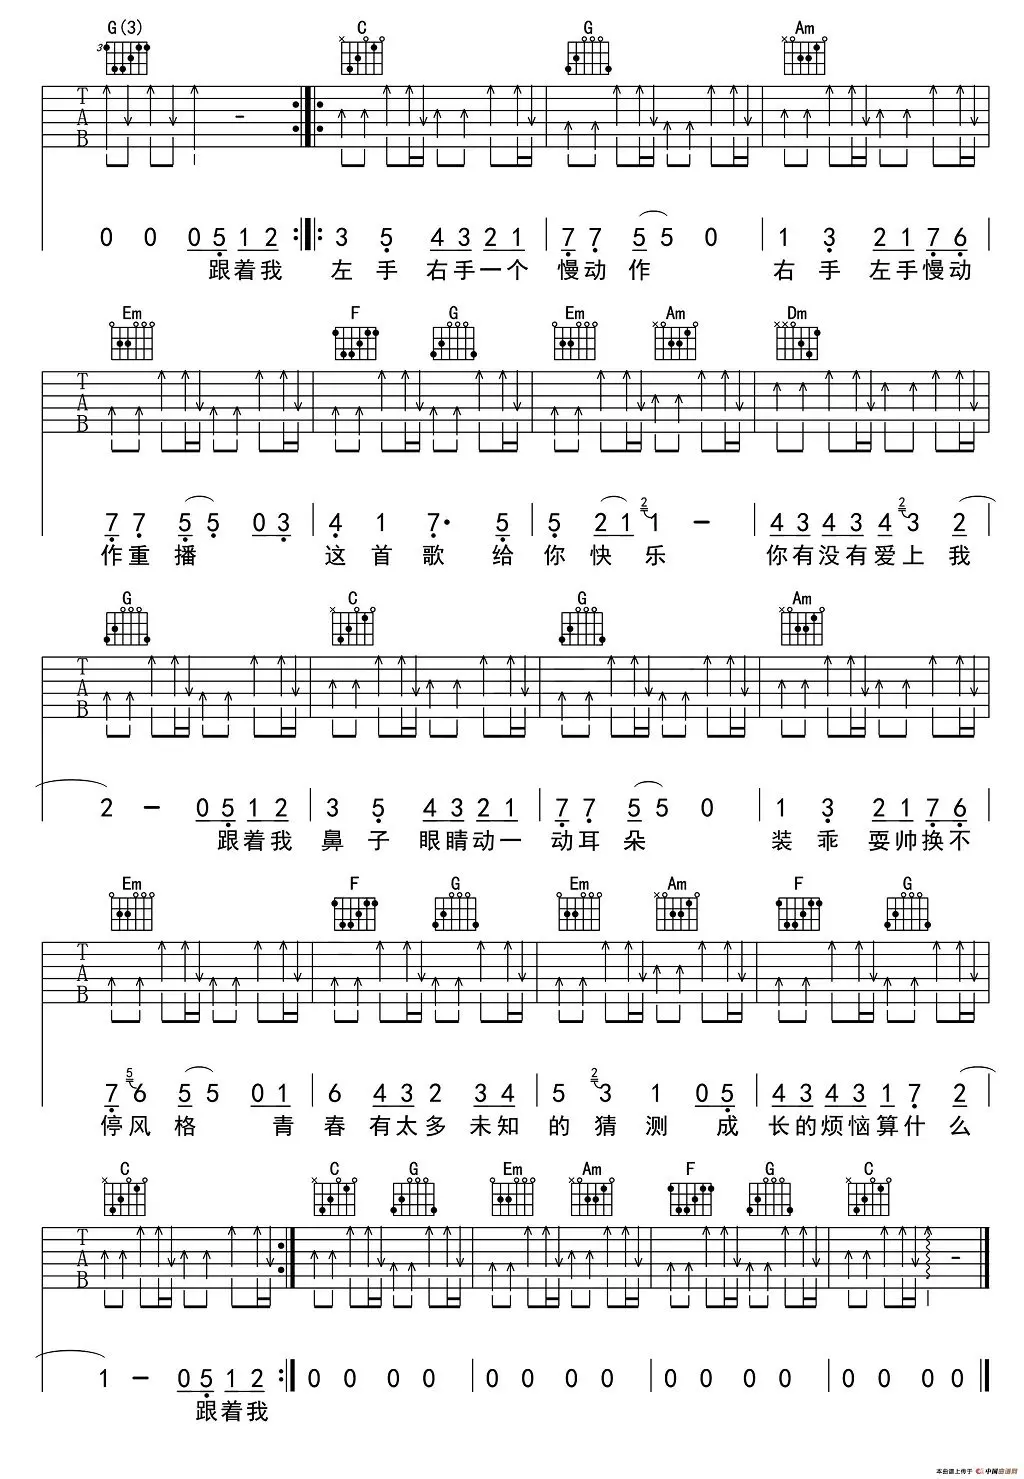 G(3) C G Am
3
T
A
B
0 0 0 5 1 2 3 5 4 3 2 1 7 7 5 5 0 1 3 2 1 7 6
跟着我 左手 右手一个 慢动作 右手 左手慢动
Em F G Em Am Dm
T
A
B
7 7 5 5 0 3 4 1 7· 5 5 2 1 2 1 - 4 3 4 3 4 2 3 2
作重播 这首歌给 你快乐 你有没有爱上我
G C G Am
T
A
B
2 - 0 5 1 2 3 5 4 3 2 1 7 7 5 5 0 1 3 2 1 7 6
跟着我 鼻子 眼睛动一 动耳朵 装乖 耍帅换不
Em F G Em Am F G
T
A
B
7 5 6 5 5 0 1 6 4 3 2 3 4 5 2 3 1 0 5 4 3 4 3 1 7 2
停风格 青 春有太多未知 的猜测 成 长的烦恼算什么
C C G Em Am F G C
T
A
B
1 - 0 5 1 2 0 0 0 0 0 0 0 0 0 0 0 0 0 0 0 0
跟着我
本曲谱上传于 中国曲谱网